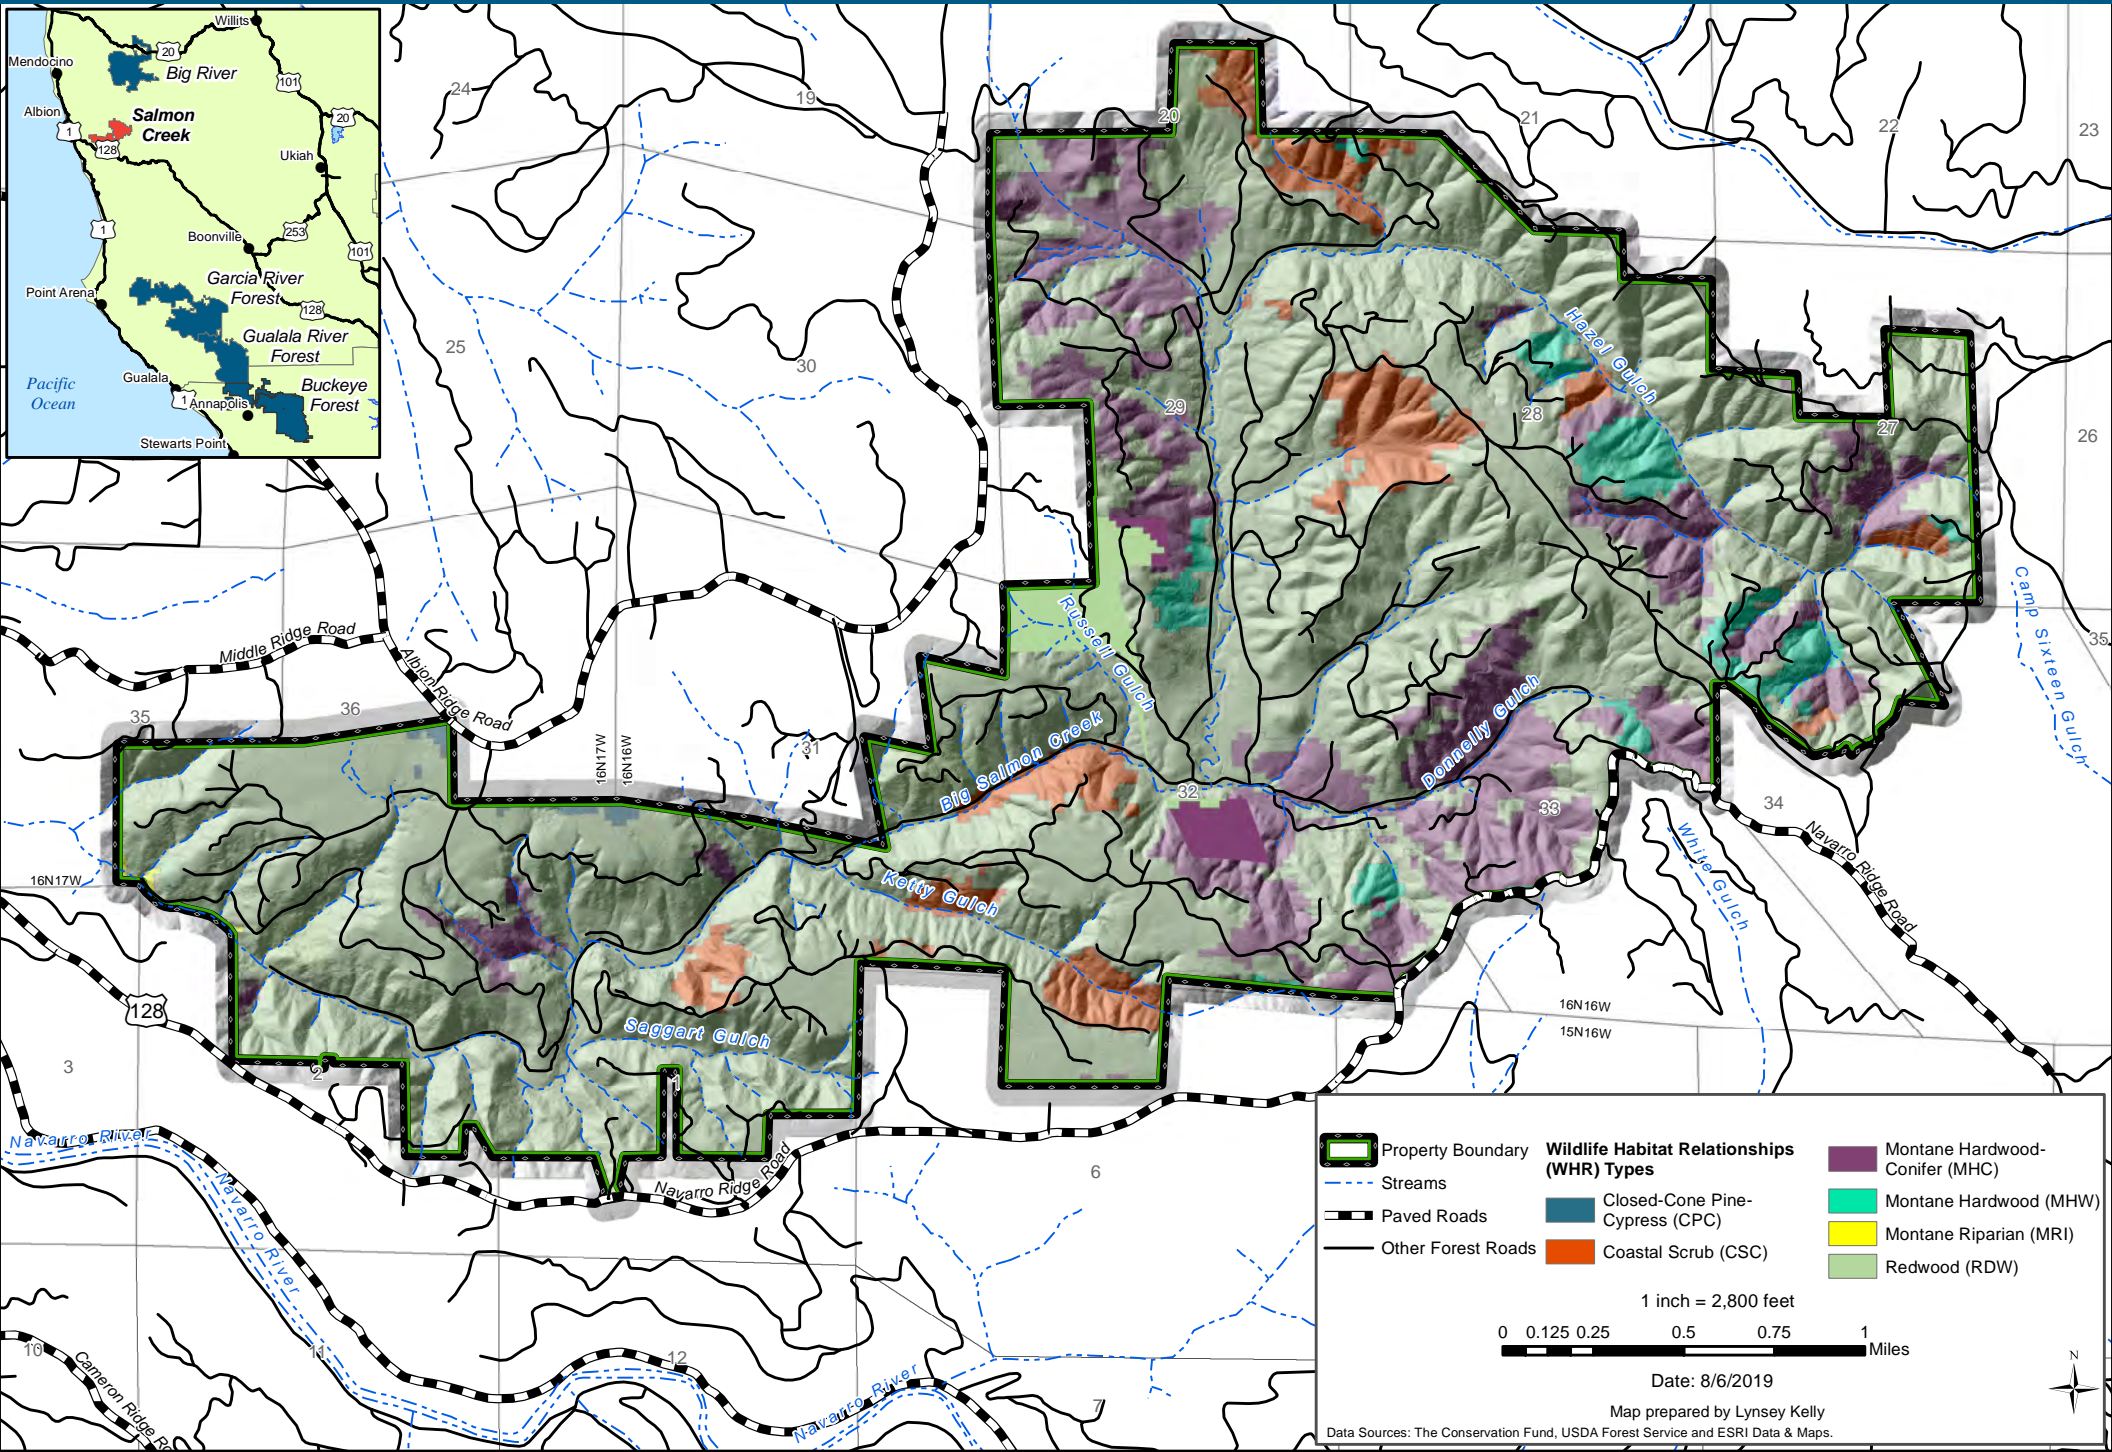 Willits
20
Mendocino
Big River
101
Albion
Salmon
Creek
20
1
128
Ukiah
1
Boonville
253
101
Garcia River
Forest
Point Arena
128
Gualala River
Forest
Pacific
Ocean
Gualala
Buckeye
Forest
1
Annapolis
Stewarts Point
24
19
20
21
22
23
25
30
29
28
27
26
Hazel Gulch
Camp Sixteen Gulch
Russell Gulch
Middle Ridge Road
Albion Ridge Road
35
35
36
31
16N17W
16N16W
Big Salmon Creek
Donnelly Gulch
32
33
34
White Gulch
Navarro Ridge Road
16N17W
Ketty Gulch
128
Saggart Gulch
16N16W
15N16W
3
2
1
Navarro River
Navarro River
Navarro Ridge Road
6
10
11
12
7
Cameron Ridge Ro
Navarro River
Property Boundary
Streams
Paved Roads
Other Forest Roads
Wildlife Habitat Relationships
(WHR) Types
Closed-Cone Pine-
Cypress (CPC)
Coastal Scrub (CSC)
Montane Hardwood-
Conifer (MHC)
Montane Hardwood (MHW)
Montane Riparian (MRI)
Redwood (RDW)
1 inch = 2,800 feet
0 0.125 0.25 0.5 0.75 1
Miles
N
Date: 8/6/2019
Map prepared by Lynsey Kelly
Data Sources: The Conservation Fund, USDA Forest Service and ESRI Data & Maps.